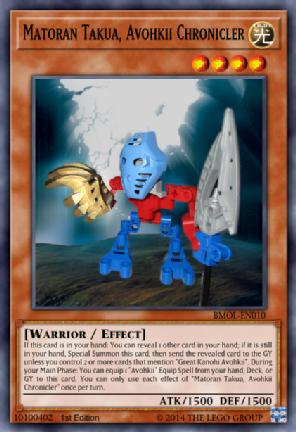 MATORAN TAKUA, AVOHKII CHRONICLER
LIGHT
光
BMOL-EN010
[WARRIOR / EFFECT]
If this card is in your hand: You can reveal 1 other card in your hand; if it is still
in your hand, Special Summon this card, then send the revealed card to the GY
unless you control 2 or more cards that mention "Great Kanohi Avohkii". During
your Main Phase: You can equip 1 "Avohkii" Equip Spell from your hand, Deck, or
GY to this card. You can only use each effect of "Matoran Takua, Avohkii
Chronicler" once per turn.
ATK/1500 DEF/1500
10100402 1st Edition
©2014 THE LEGO GROUP